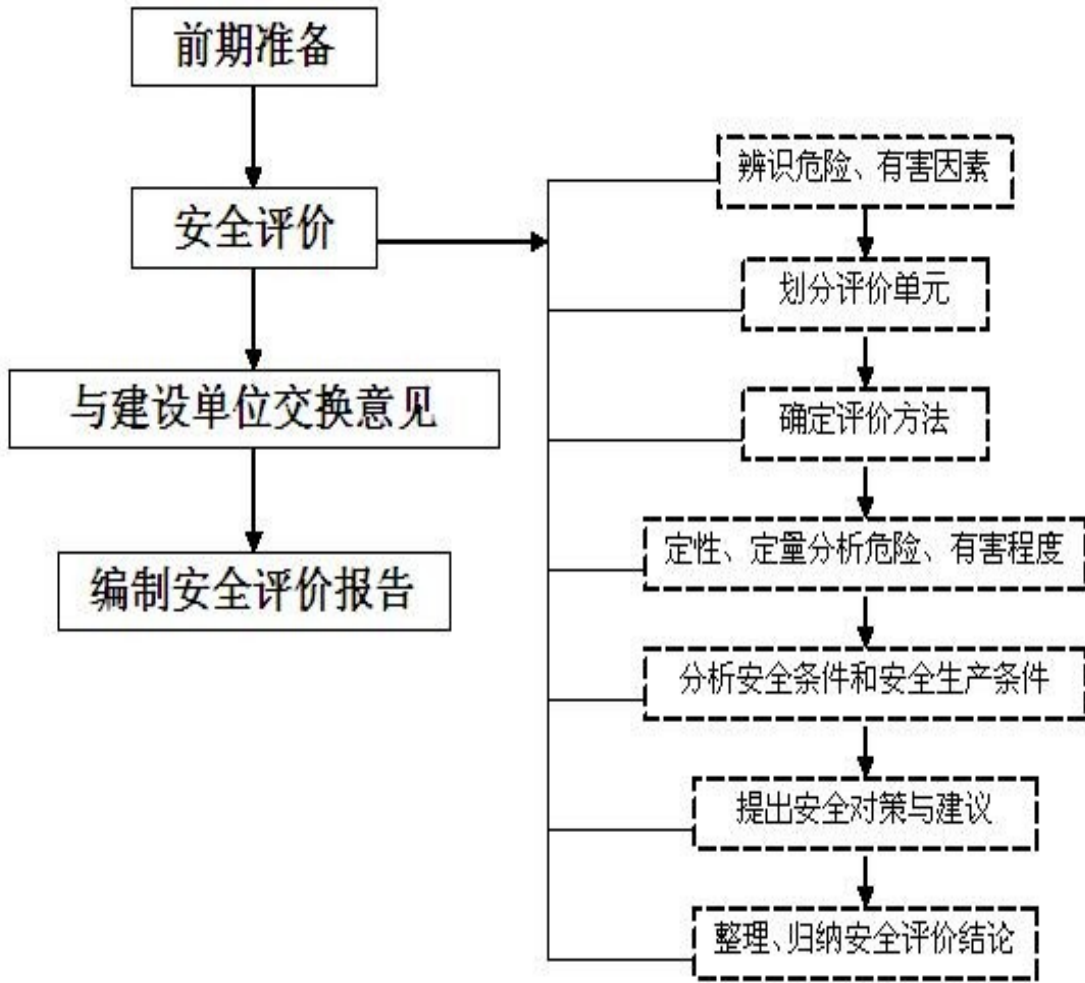 前期准备
安全评价
与建设单位交换意见
编制安全评价报告
辨识危险、有害因素
划分评价单元
确定评价方法
定性、定量分析危险、有害程度
分析安全条件和安全生产条件
提出安全对策与建议
整理、归纳安全评价结论